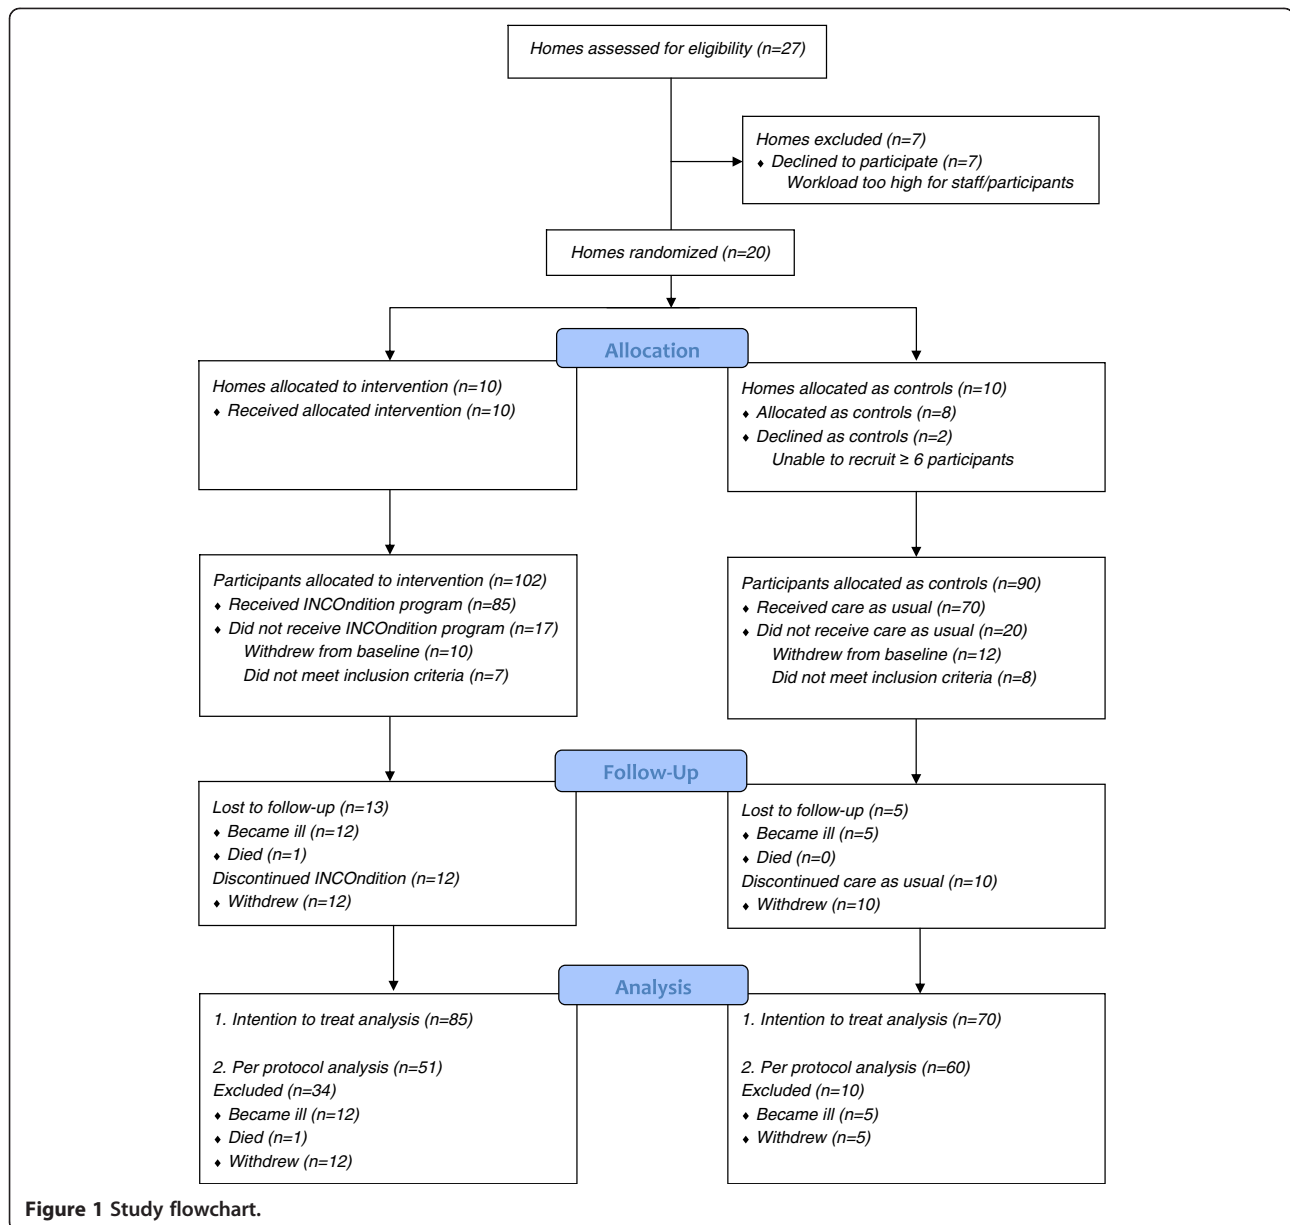 Homes assessed for eligibility (n=27)
Homes excluded (n=7)
♦ Declined to participate (n=7)
Workload too high for staff/participants
Homes randomized (n=20)
Allocation
Homes allocated to intervention (n=10)
♦ Received allocated intervention (n=10)
Homes allocated as controls (n=10)
♦ Allocated as controls (n=8)
♦ Declined as controls (n=2)
Unable to recruit ≥ 6 participants
Participants allocated to intervention (n=102)
♦ Received INCOndition program (n=85)
♦ Did not receive INCOndition program (n=17)
Withdrew from baseline (n=10)
Did not meet inclusion criteria (n=7)
Participants allocated as controls (n=90)
♦ Received care as usual (n=70)
♦ Did not receive care as usual (n=20)
Withdrew from baseline (n=12)
Did not meet inclusion criteria (n=8)
Follow-Up
Lost to follow-up (n=13)
♦ Became ill (n=12)
♦ Died (n=1)
Discontinued INCOndition (n=12)
♦ Withdrew (n=12)
Lost to follow-up (n=5)
♦ Became ill (n=5)
♦ Died (n=0)
Discontinued care as usual (n=10)
♦ Withdrew (n=10)
Analysis
1. Intention to treat analysis (n=85)
2. Per protocol analysis (n=51)
Excluded (n=34)
♦ Became ill (n=12)
♦ Died (n=1)
♦ Withdrew (n=12)
1. Intention to treat analysis (n=70)
2. Per protocol analysis (n=60)
Excluded (n=10)
♦ Became ill (n=5)
♦ Withdrew (n=5)
Figure 1 Study flowchart.